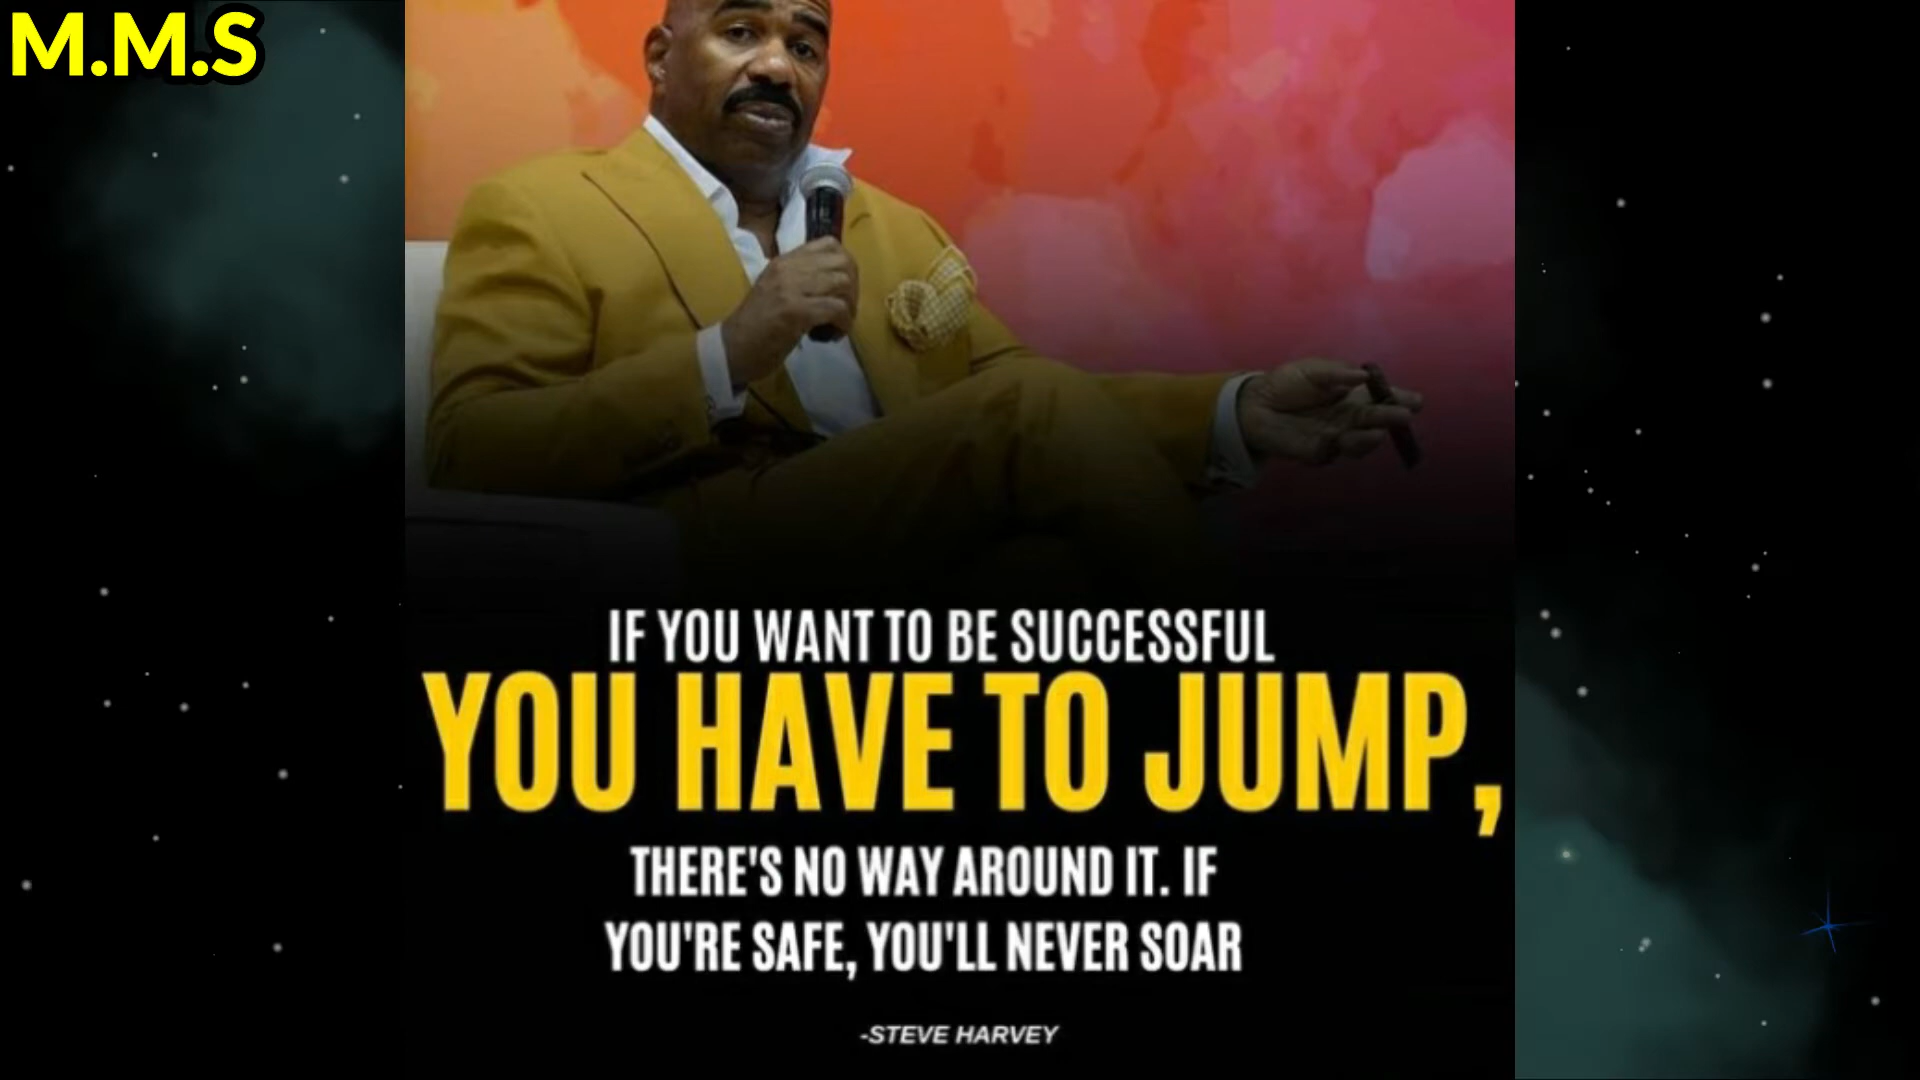 M.M.S
IF YOU WANT TO BE SUCCESSFUL
YOU HAVE TO JUMP,
THERE'S NO WAY AROUND IT. IF
YOU'RE SAFE, YOU'LL NEVER SOAR
-STEVE HARVEY